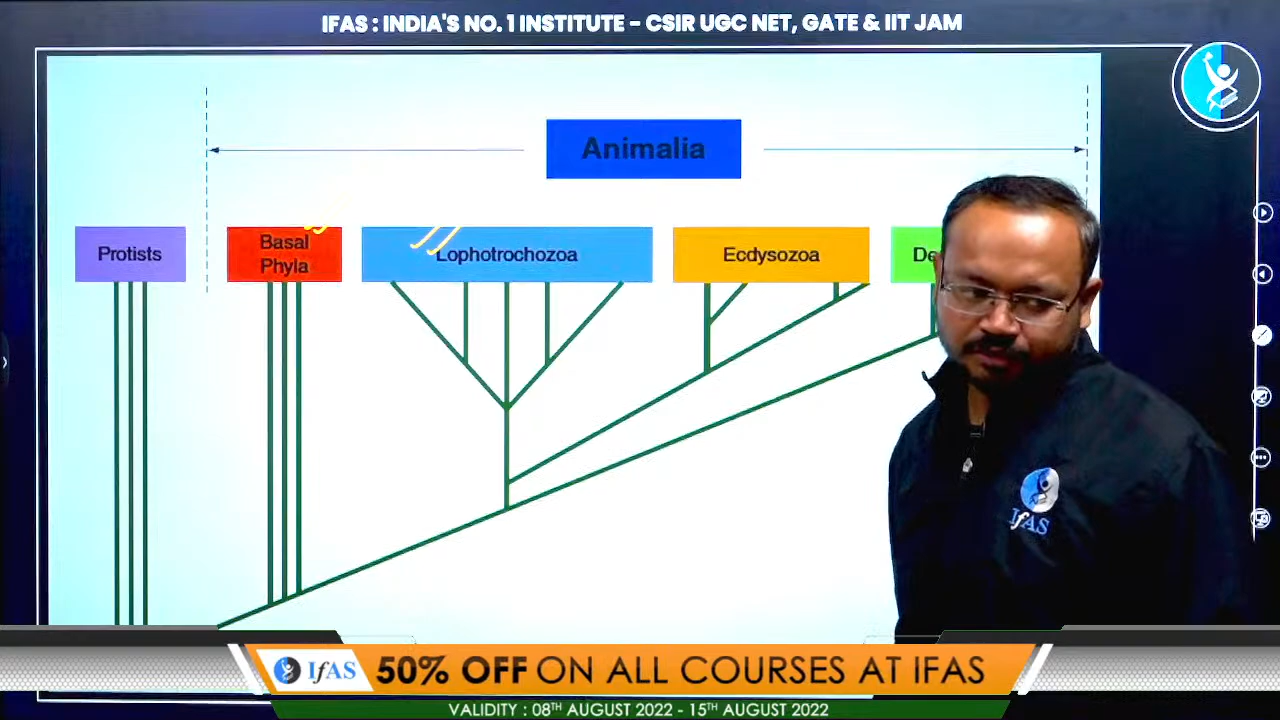 IFAS : INDIA'S NO. 1 INSTITUTE – CSIR UGC NET, GATE & IIT JAM
Animalia
Protists
Basal
Phyla
Lophotrochozoa
Ecdysozoa
De
IfAS
IfAS 50% OFF ON ALL COURSES AT IFAS
VALIDITY : 08TH AUGUST 2022 - 15TH AUGUST 2022